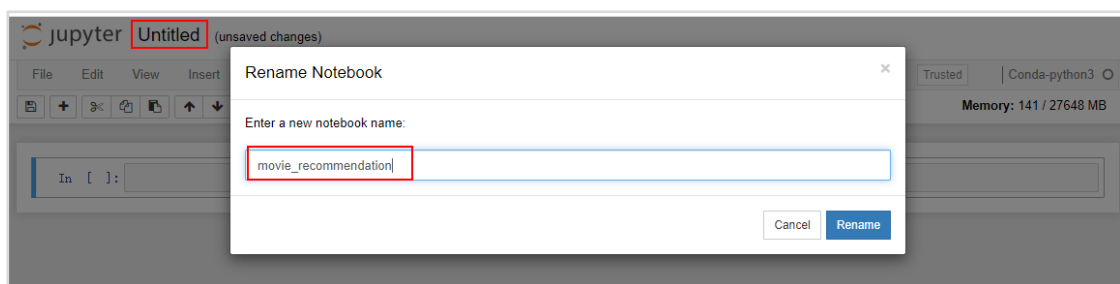 jupyter Untitled (unsaved changes)
File Edit View Insert Rename Notebook × Trusted Conda-python3
Memory: 141 / 27648 MB
Enter a new notebook name:
movie_recommendation
In [ ]:
Cancel Rename